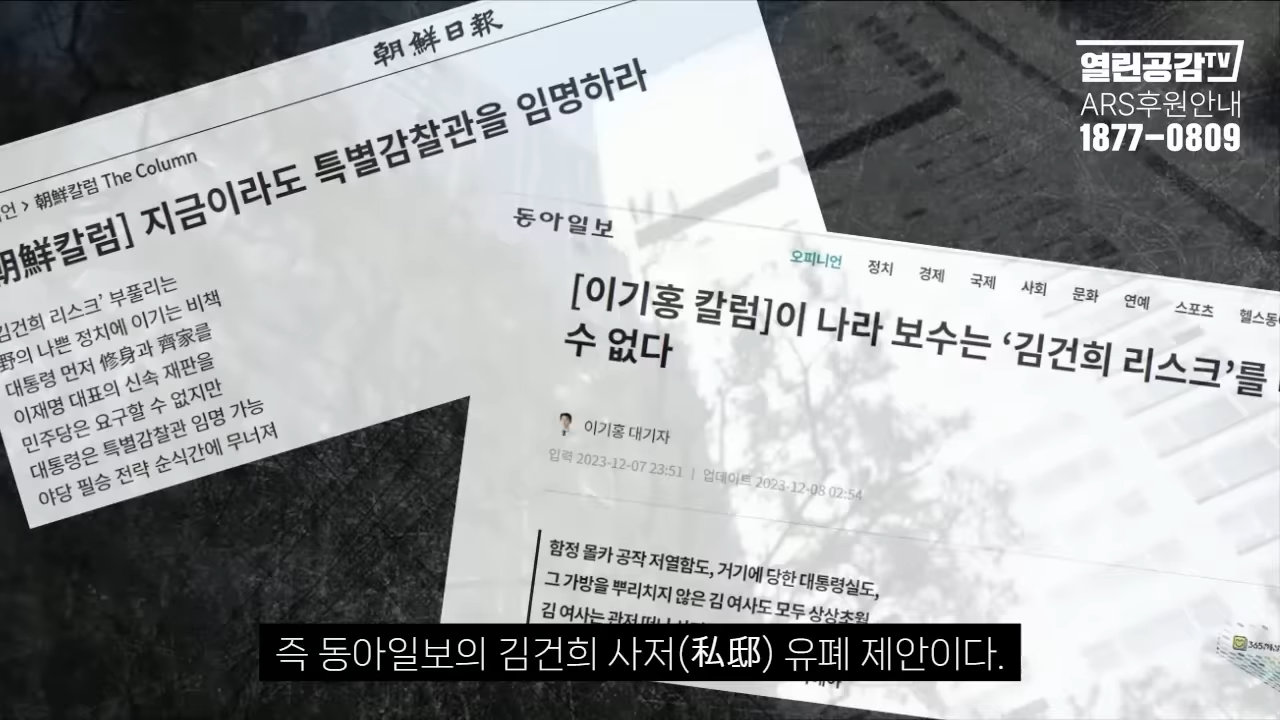 朝鮮日報
열린공감TV
ARS후원안내
1877-0809
언 > 朝鮮칼럼 The Column
朝鮮칼럼] 지금이라도 특별감찰관을 임명하라
김건희 리스크’ 부풀리는
野의 나쁜 정치에 이기는 비책
대통령 먼저 修身과 齊家를
이재명 대표의 신속 재판을
민주당은 요구할 수 없지만
대통령은 특별감찰관 임명 가능
야당 필승 전략 순식간에 무너져
동아일보
오피니언 정치 경제 국제 사회 문화 연예 스포츠 헬스동
[이기홍 칼럼]이 나라 보수는 ‘김건희 리스크’를
수 없다
이기홍 대기자
입력 2023-12-07 23:51 | 업데이트 2023-12-08 02:54
함정 몰카 공작 저열함도, 거기에 당한 대통령실도,
그 가방을 뿌리치지 않은 김 여사도 모두 상상초월
김 여사는 관저 떠나
즉 동아일보의 김건희 사저(私邸) 유폐 제안이다.